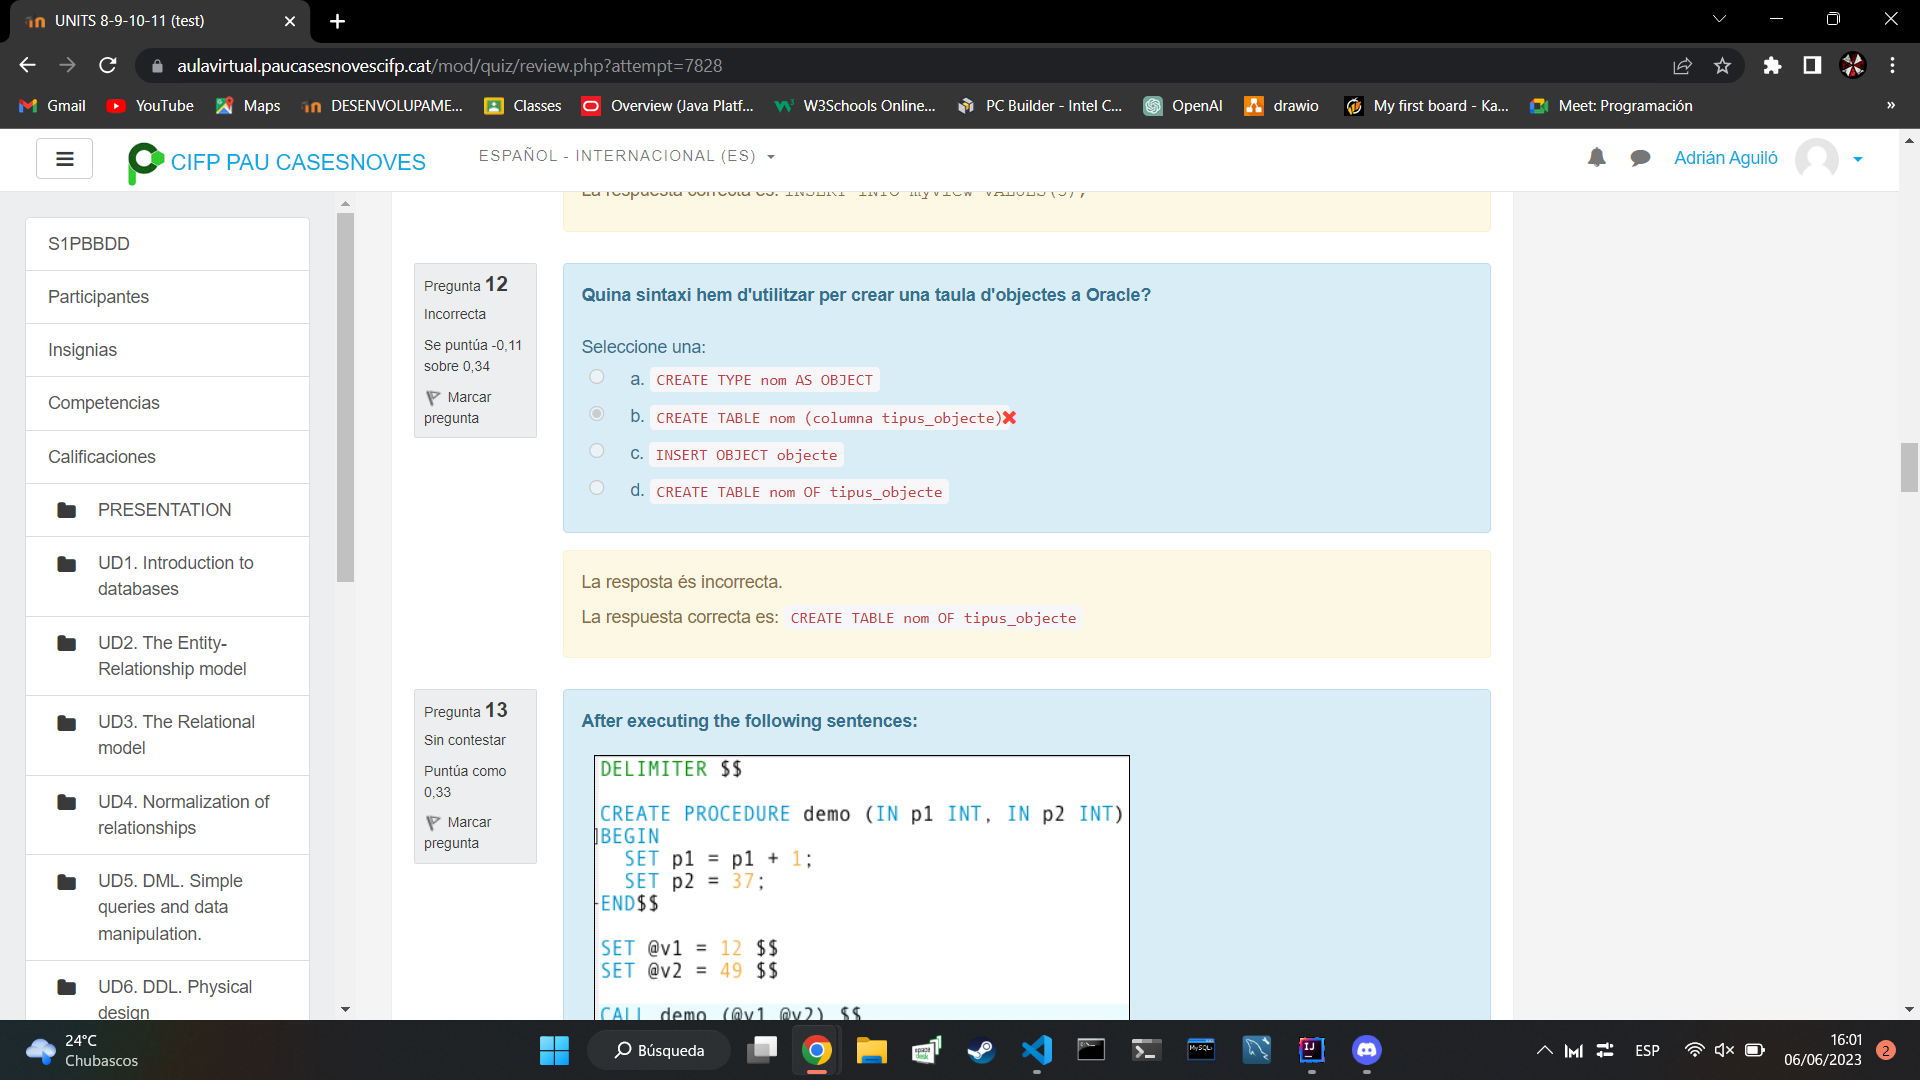 UNITS 8-9-10-11 (test)
aulavirtual.paucasesnovescifp.cat/mod/quiz/review.php?attempt=7828
Gmail
YouTube
Maps
DESENVOLUPAME...
Classes
Overview (Java Platf...
W3Schools Online...
PC Builder - Intel C...
OpenAI
drawio
My first board - Ka...
Meet: Programación
»
CIFP PAU CASESNOVES
ESPAÑOL - INTERNACIONAL (ES)
Adrián Aguiló
S1PBBDD
Participantes
Insignias
Competencias
Calificaciones
PRESENTATION
UD1. Introduction to
databases
UD2. The Entity-
Relationship model
UD3. The Relational
model
UD4. Normalization of
relationships
UD5. DML. Simple
queries and data
manipulation.
UD6. DDL. Physical
design
La respuesta correcta es: INSERT INTO myview VALUES(5);
Pregunta 12
Incorrecta
Se puntúa -0,11
sobre 0,34
Marcar
pregunta
Quina sintaxi hem d'utilitzar per crear una taula d'objectes a Oracle?
Seleccione una:
a. CREATE TYPE nom AS OBJECT
b. CREATE TABLE nom (columna tipus_objecte)
c. INSERT OBJECT objecte
d. CREATE TABLE nom OF tipus_objecte
La resposta és incorrecta.
La respuesta correcta es: CREATE TABLE nom OF tipus_objecte
Pregunta 13
Sin contestar
Puntúa como
0,33
Marcar
pregunta
After executing the following sentences:
DELIMITER $$
CREATE PROCEDURE demo (IN p1 INT, IN p2 INT)
BEGIN
SET p1 = p1 + 1;
SET p2 = 37;
END$$
SET @v1 = 12 $$
SET @v2 = 49 $$
CALL demo (@v1,@v2) $$
24°C
Chubascos
Búsqueda
space
desk
MySQL
IJ
ESP
16:01
06/06/2023
2